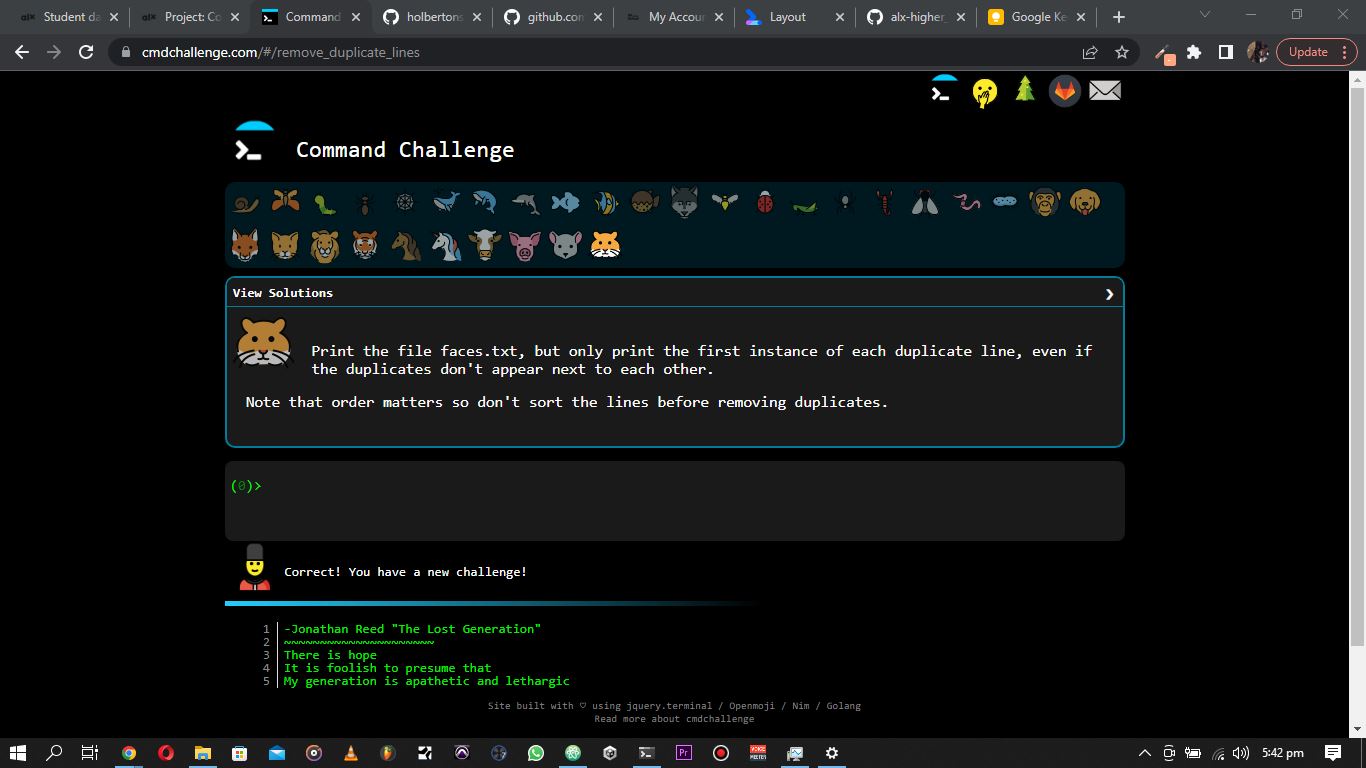 Student da
Project: Co
Command
holbertons
github.com
My Accoun
Layout
alx-higher_
Google Ke
cmdchallenge.com/#/remove_duplicate_lines
Update
Command Challenge
View Solutions
Print the file faces.txt, but only print the first instance of each duplicate line, even if
the duplicates don't appear next to each other.
Note that order matters so don't sort the lines before removing duplicates.
(0)>
Correct! You have a new challenge!
1 -Jonathan Reed "The Lost Generation"
2 ~~~~~~~~~~~~~~~~~~~~~
3 There is hope
4 It is foolish to presume that
5 My generation is apathetic and lethargic
Site built with ♡ using jquery.terminal / Openmoji / Nim / Golang
Read more about cmdchallenge
5:42 pm